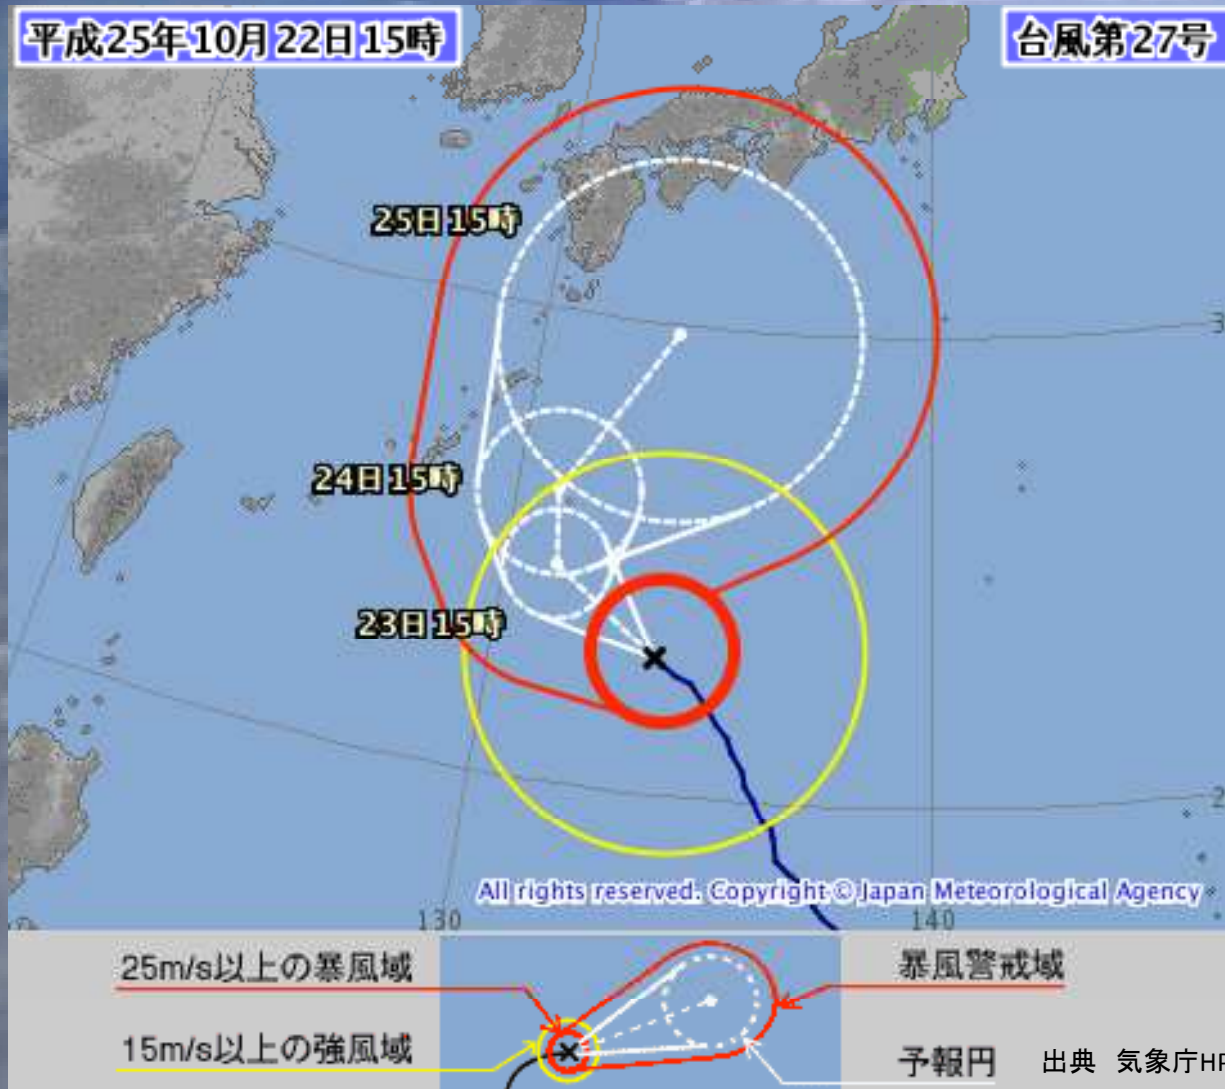 平成25年10月22日15時
台風第27号
25日15時
24日15時
23日15時
3
2
All rights reserved. Copyright © Japan Meteorological Agency
130
140
25m/s以上の暴風域
暴風警戒域
15m/s以上の強風域
予報円
出典 気象庁HP